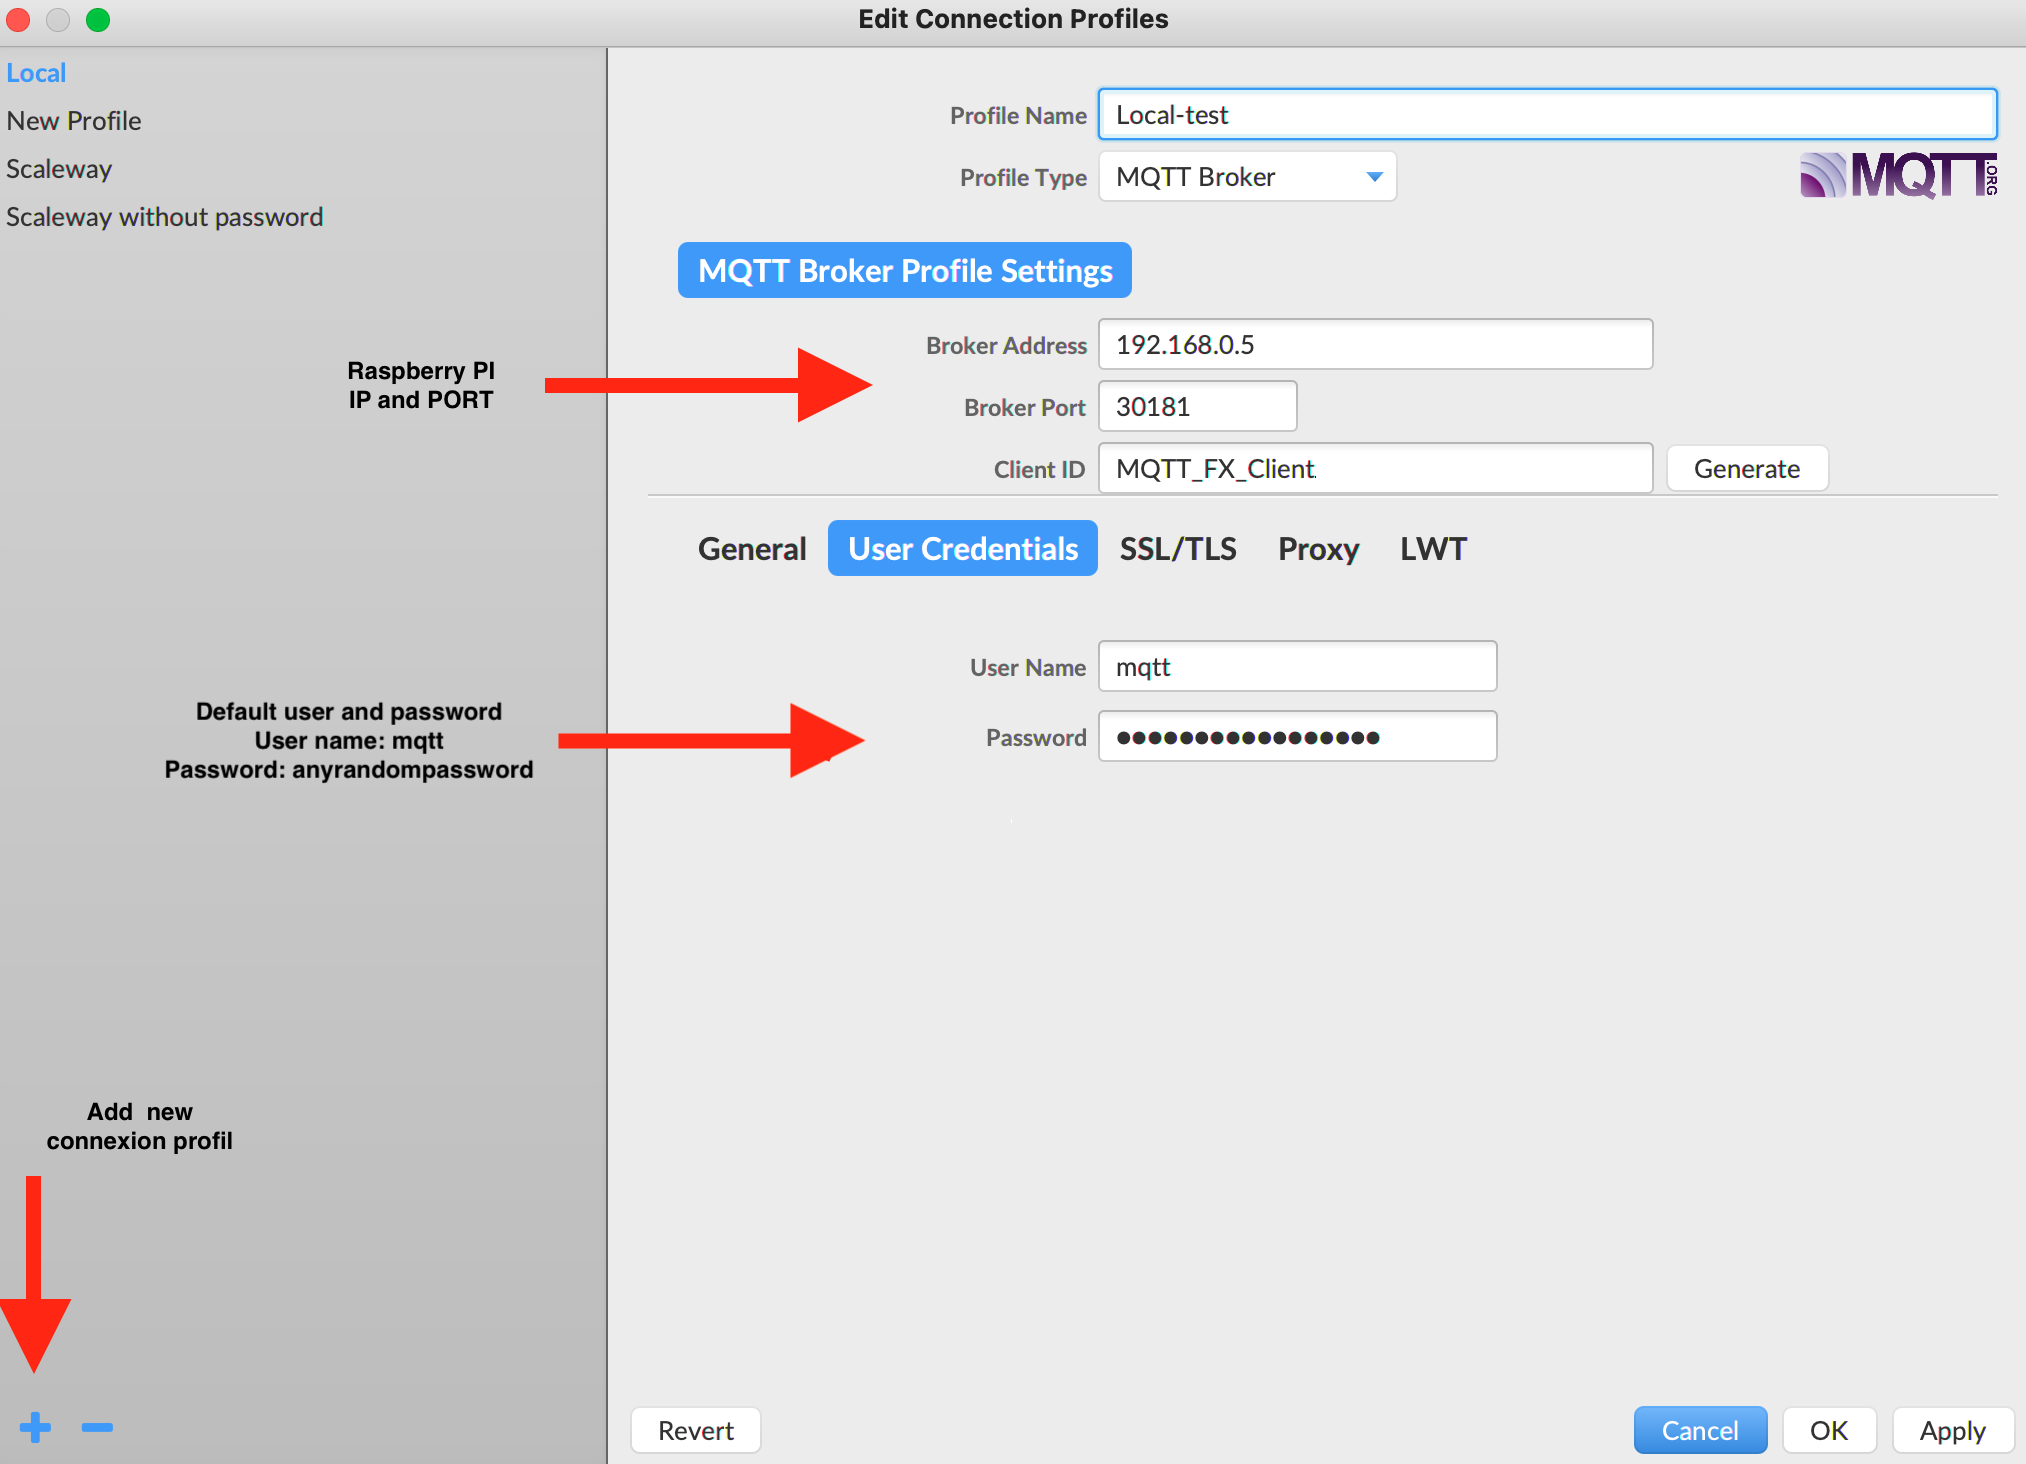 Edit Connection Profiles
Local
New Profile
Scaleway
Scaleway without password
Profile Name Local-test
Profile Type MQTT Broker
MQTT.ORG
MQTT Broker Profile Settings
Raspberry PI
IP and PORT
Broker Address 192.168.0.5
Broker Port 30181
Client ID MQTT_FX_Client Generate
General User Credentials SSL/TLS Proxy LWT
User Name mqtt
Default user and password
User name: mqtt
Password: anyrandompassword
Password •••••••••••••••••
Add new
connexion profil
Revert Cancel OK Apply